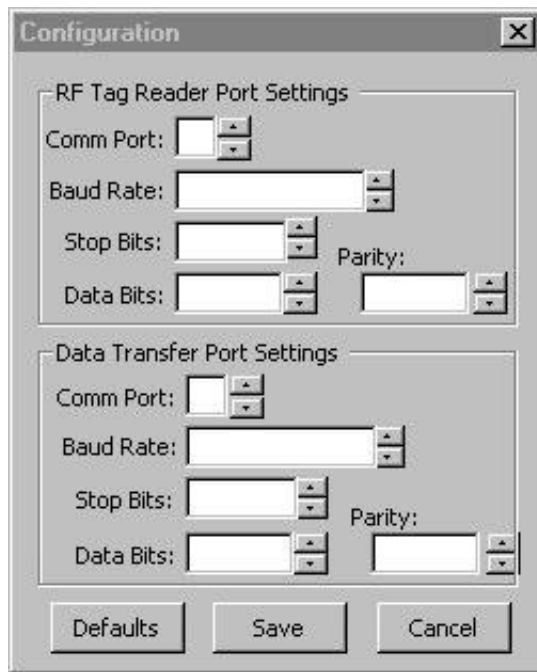 Configuration
RF Tag Reader Port Settings
Comm Port:
Baud Rate:
Stop Bits:
Parity:
Data Bits:
Data Transfer Port Settings
Comm Port:
Baud Rate:
Stop Bits:
Parity:
Data Bits:
Defaults Save Cancel